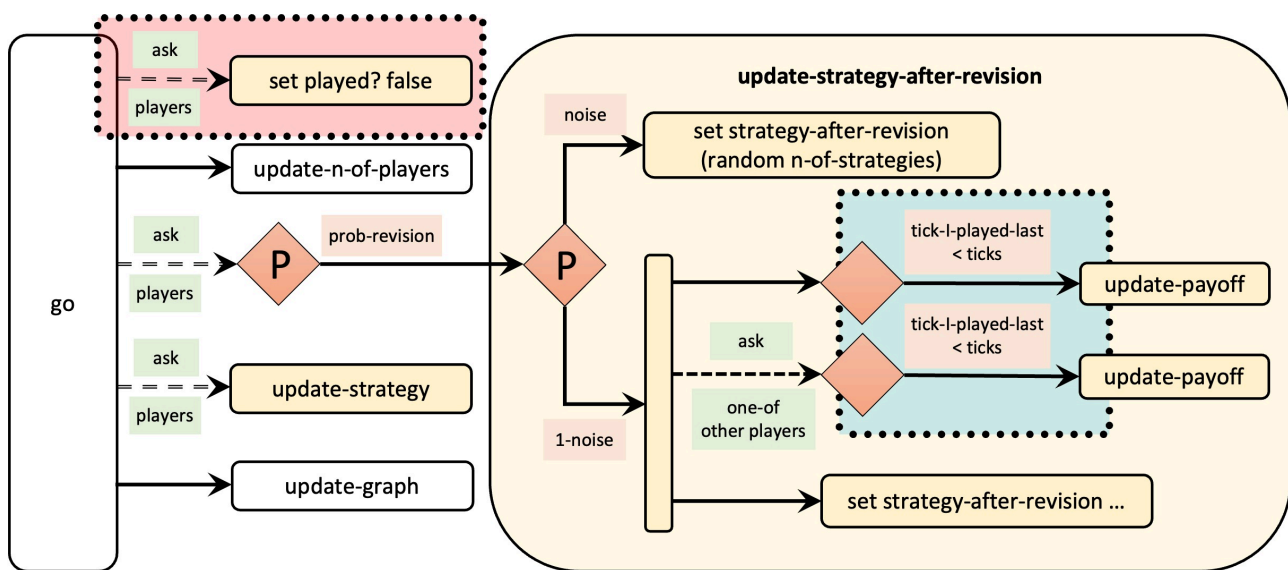 go
ask
players
set played? false
update-n-of-players
ask
players
P
prob-revision
ask
players
update-strategy
update-graph
update-strategy-after-revision
noise
set strategy-after-revision
(random n-of-strategies)
P
1-noise
tick-I-played-last
< ticks
update-payoff
ask
one-of
other players
tick-I-played-last
< ticks
update-payoff
set strategy-after-revision ...